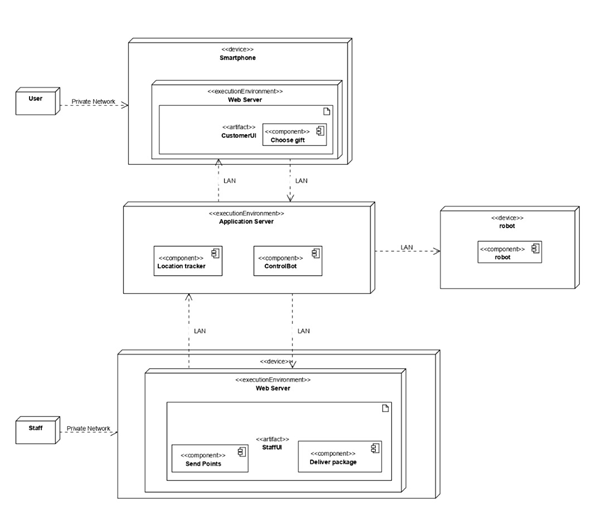 <<device>>
Smartphone
<<executionEnvironment>>
Web Server
User
Private Network
<<artifact>>
CustomerUI
<<component>>
Choose gift
LAN
LAN
<<executionEnvironment>>
Application Server
<<component>>
Location tracker
<<component>>
ControlBot
LAN
<<device>>
robot
<<component>>
robot
LAN
LAN
<<device>>
<<executionEnvironment>>
Web Server
Staff
Private Network
<<artifact>>
StaffUI
<<component>>
Send Points
<<component>>
Deliver package